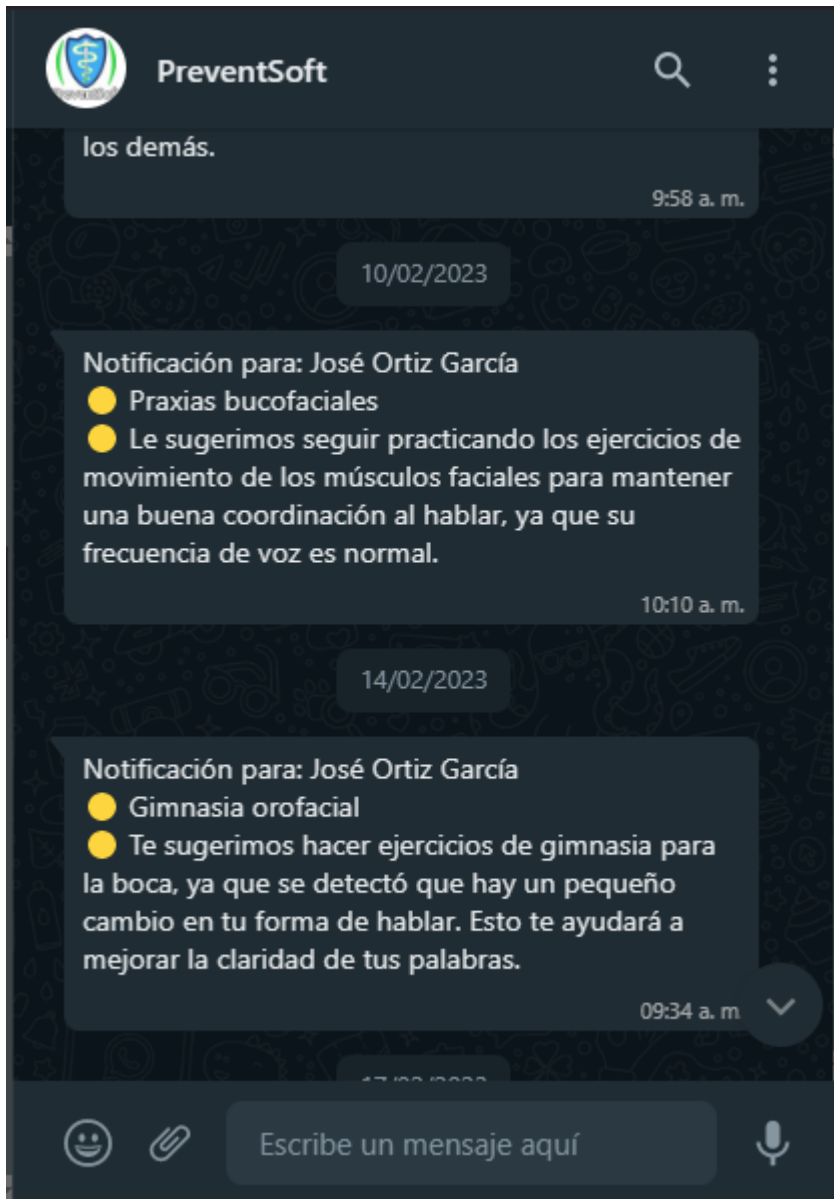 PreventSoft
los demás.
9:58 a. m.
10/02/2023
Notificación para: José Ortiz García
Praxias bucofaciales
Le sugerimos seguir practicando los ejercicios de
movimiento de los músculos faciales para mantener
una buena coordinación al hablar, ya que su
frecuencia de voz es normal.
10:10 a. m.
14/02/2023
Notificación para: José Ortiz García
Gimnasia orofacial
Te sugerimos hacer ejercicios de gimnasia para
la boca, ya que se detectó que hay un pequeño
cambio en tu forma de hablar. Esto te ayudará a
mejorar la claridad de tus palabras.
09:34 a. m
Escribe un mensaje aquí